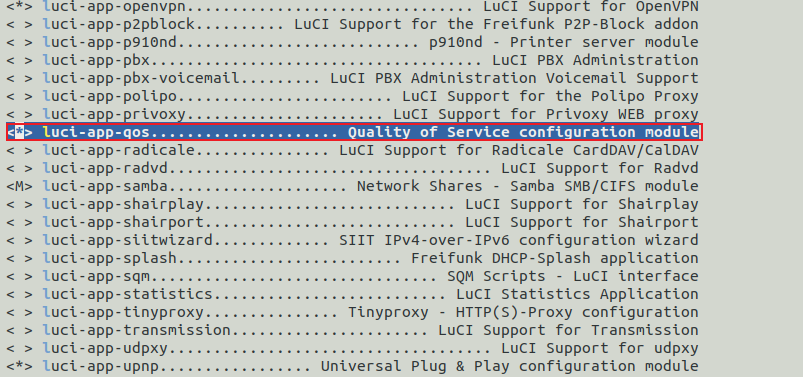 <*> luci-app-openvpn................................. LuCI Support for OpenVPN
< > luci-app-p2pblock.......... LuCI Support for the Freifunk P2P-Block addon
< > luci-app-p910nd........................... p910nd - Printer server module
< > luci-app-pbx..................................... LuCI PBX Administration
< > luci-app-pbx-voicemail......... LuCI PBX Administration Voicemail Support
< > luci-app-polipo........................ LuCI Support for the Polipo Proxy
< > luci-app-privoxy....................... LuCI Support for Privoxy WEB proxy
<*> luci-app-qos..................... Quality of Service configuration module
< > luci-app-radicale................ LuCI Support for Radicale CardDAV/CalDAV
< > luci-app-radvd.................................... LuCI Support for Radvd
<M> luci-app-samba.................... Network Shares - Samba SMB/CIFS module
< > luci-app-shairplay............................ LuCI Support for Shairplay
< > luci-app-shairport............................ LuCI Support for Shairport
< > luci-app-siitwizard............. SIIT IPv4-over-IPv6 configuration wizard
< > luci-app-splash............................ Freifunk DHCP-Splash application
< > luci-app-sqm................................ SQM Scripts - LuCI interface
< > luci-app-statistics.......................... LuCI Statistics Application
< > luci-app-tinyproxy............... Tinyproxy - HTTP(S)-Proxy configuration
< > luci-app-transmission...................... LuCI Support for Transmission
< > luci-app-udpxy.................................... LuCI Support for udpxy
<*> luci-app-upnp................. Universal Plug & Play configuration module